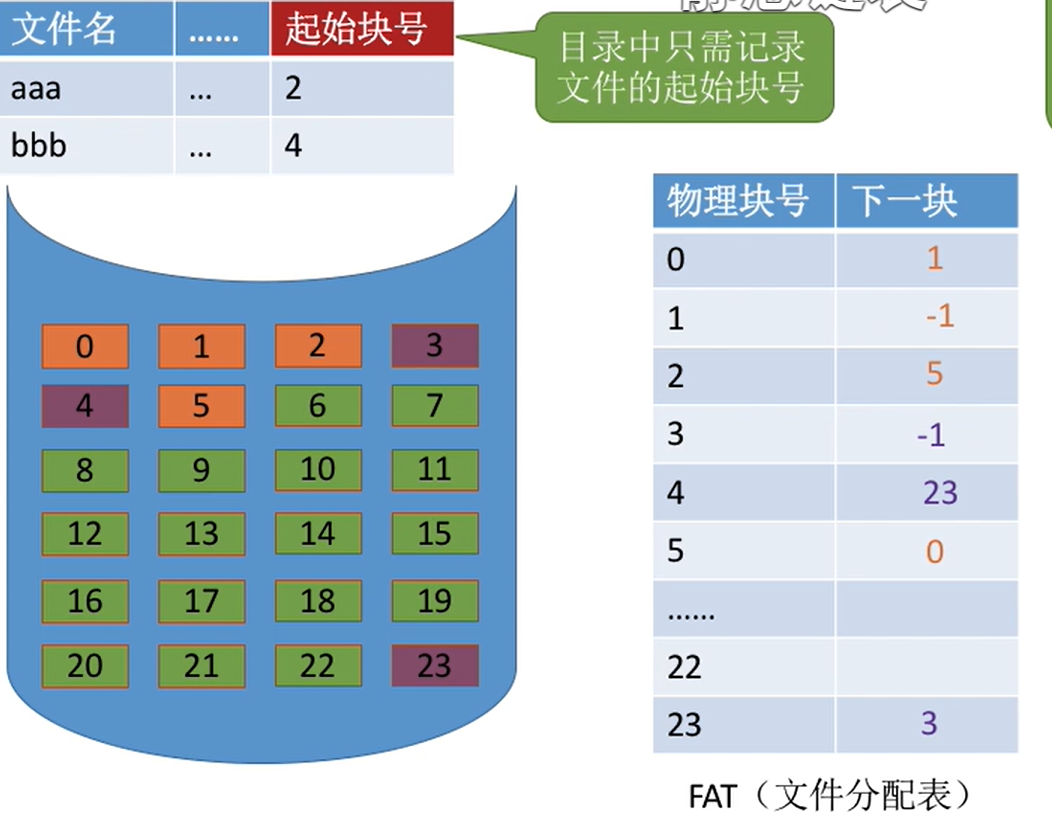 文件名 …… 起始块号
aaa ... 2
bbb ... 4
目录中只需记录
文件的起始块号
0 1 2 3
4 5 6 7
8 9 10 11
12 13 14 15
16 17 18 19
20 21 22 23
物理块号 下一块
0 1
1 -1
2 5
3 -1
4 23
5 0
……
22
23 3
FAT（文件分配表）